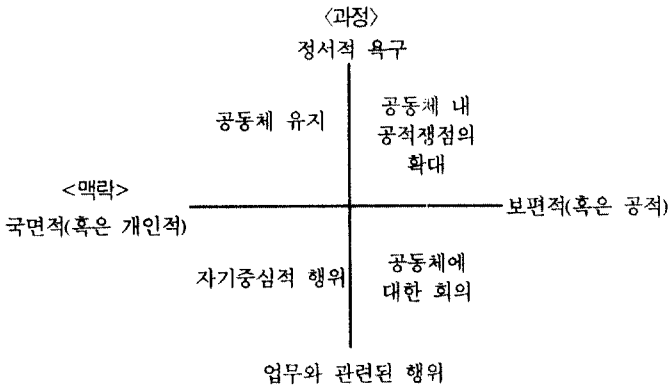 <과정>
정서적 욕구
공동체 유지
공동체 내
공적쟁점의
확대
<맥락>
국면적(혹은 개인적)
보편적(혹은 공적)
자기중심적 행위
공동체에
대한 회의
업무와 관련된 행위